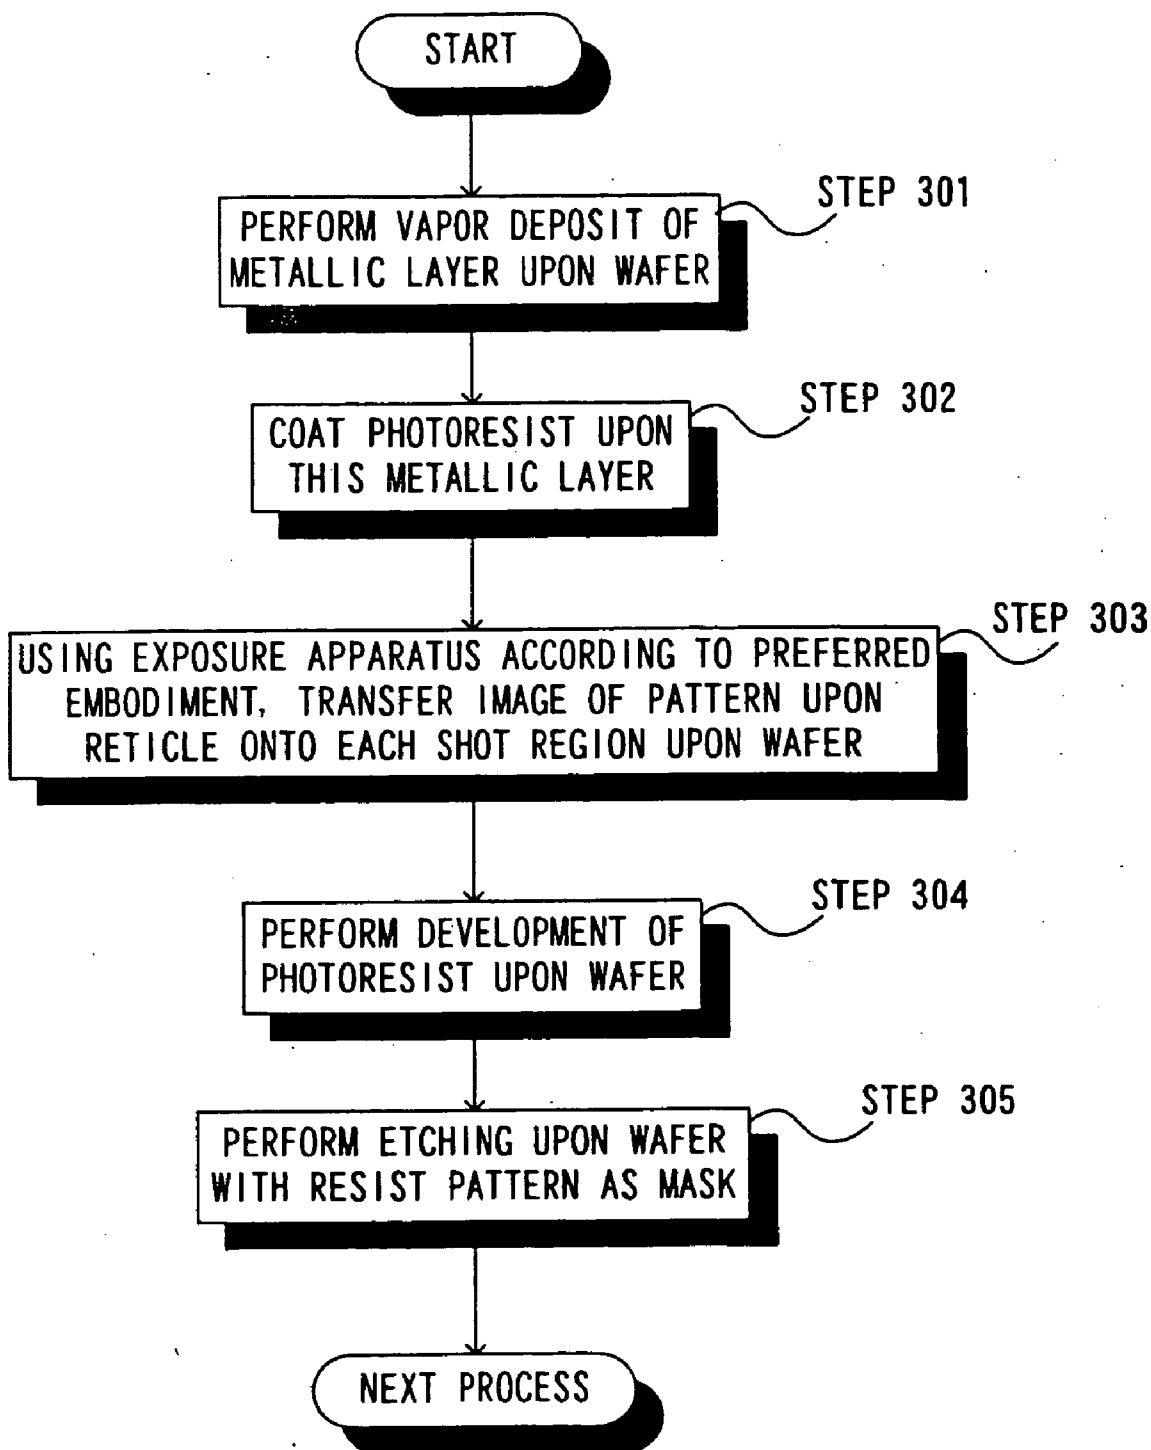 START
STEP 301
PERFORM VAPOR DEPOSIT OF
METALLIC LAYER UPON WAFER
STEP 302
COAT PHOTORESIST UPON
THIS METALLIC LAYER
STEP 303
USING EXPOSURE APPARATUS ACCORDING TO PREFERRED
EMBODIMENT, TRANSFER IMAGE OF PATTERN UPON
RETICLE ONTO EACH SHOT REGION UPON WAFER
STEP 304
PERFORM DEVELOPMENT OF
PHOTORESIST UPON WAFER
STEP 305
PERFORM ETCHING UPON WAFER
WITH RESIST PATTERN AS MASK
NEXT PROCESS